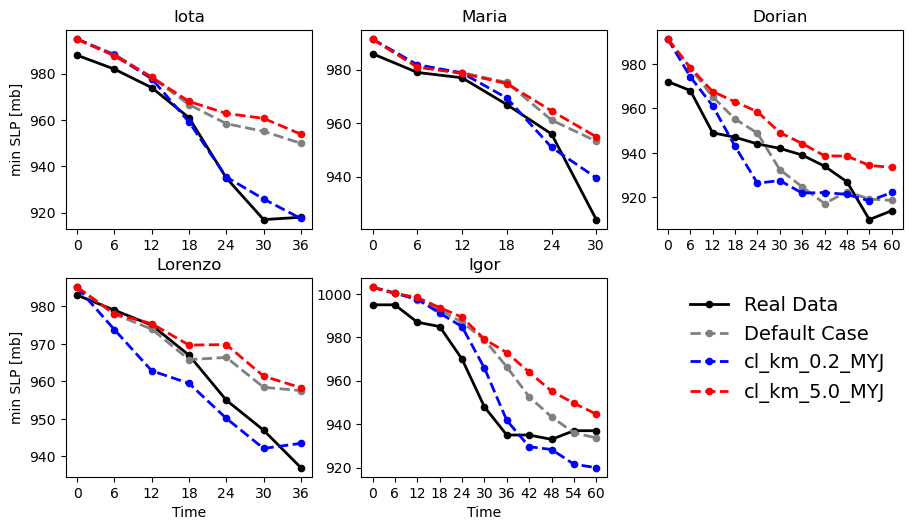 Iota
Maria
Dorian
min SLP [mb]
980
960
940
920
0 6 12 18 24 30 36
980
960
940
0 6 12 18 24 30
980
960
940
920
0 6 12 18 24 30 36 42 48 54 60
Lorenzo
Igor
min SLP [mb]
980
970
960
950
940
0 6 12 18 24 30 36
Time
1000
980
960
940
920
0 6 12 18 24 30 36 42 48 54 60
Time
Real Data
Default Case
cl_km_0.2_MYJ
cl_km_5.0_MYJ